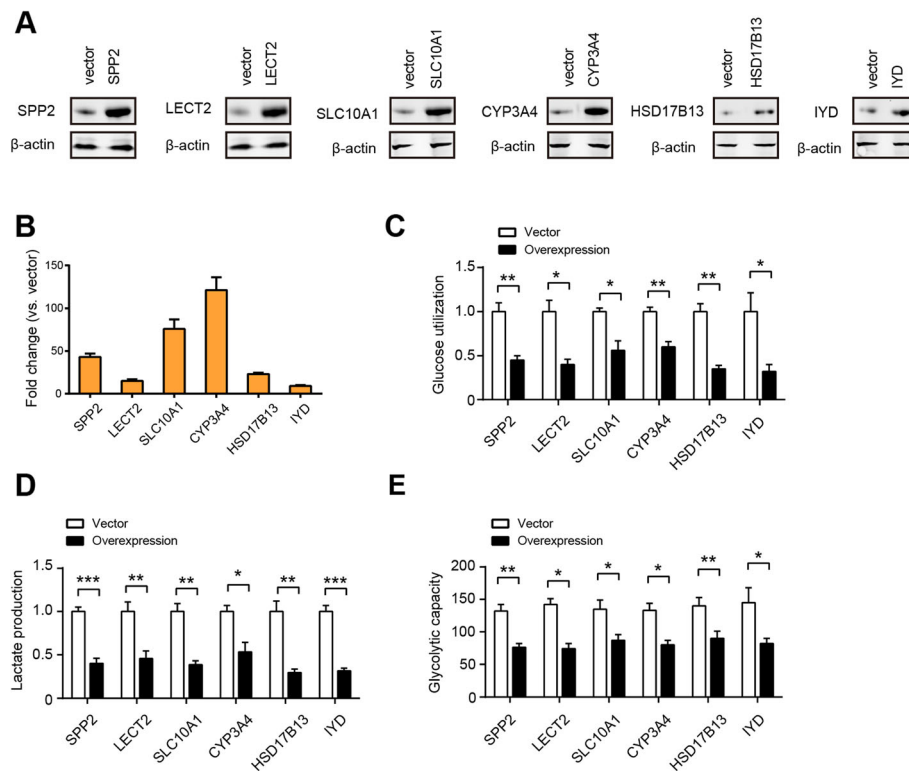 A
vector
SPP2
vector
LECT2
vector
SLC10A1
vector
CYP3A4
vector
HSD17B13
vector
IYD
SPP2
LECT2
SLC10A1
CYP3A4
HSD17B13
IYD
β-actin
β-actin
β-actin
β-actin
β-actin
β-actin
B
Fold change (vs. vector)
150
100
50
0
SPP2
LECT2
SLC10A1
CYP3A4
HSD17B13
IYD
C
Vector
Overexpression
Glucose utilization
1.5
1.0
0.5
0
** * * ** ** *
SPP2
LECT2
SLC10A1
CYP3A4
HSD17B13
IYD
D
Vector
Overexpression
Lactate production
1.5
1.0
0.5
0
*** ** ** * ** ***
SPP2
LECT2
SLC10A1
CYP3A4
HSD17B13
IYD
E
Vector
Overexpression
Glycolytic capacity
200
150
100
50
0
** * * * ** *
SPP2
LECT2
SLC10A1
CYP3A4
HSD17B13
IYD